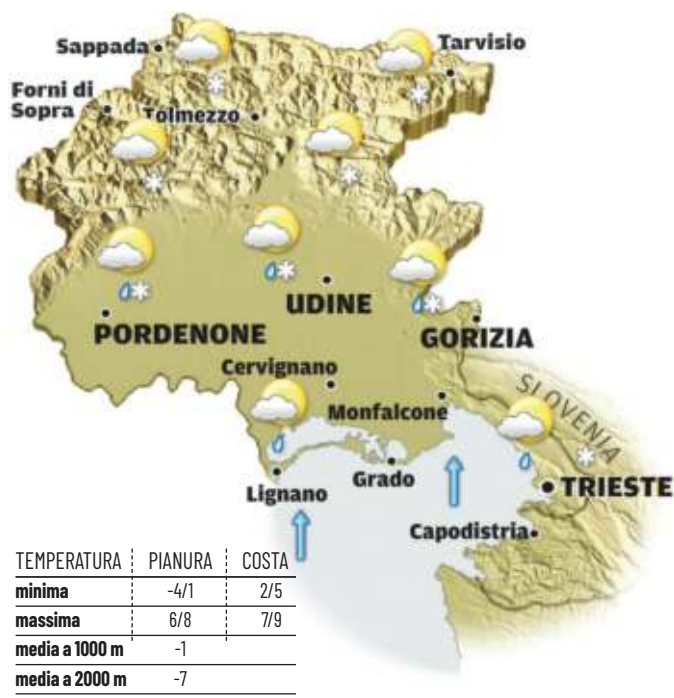 Sappada
Tarvisio
Forni di
Sopra
Tolmezzo
UDINE
PORDENONE
GORIZIA
Cervignano
SLOVENIA
Monfalcone
Lignano
Grado
TRIESTE
Capodistria
TEMPERATURA PIANURA COSTA
minima -4/1 2/5
massima 6/8 7/9
media a 1000 m -1
media a 2000 m -7